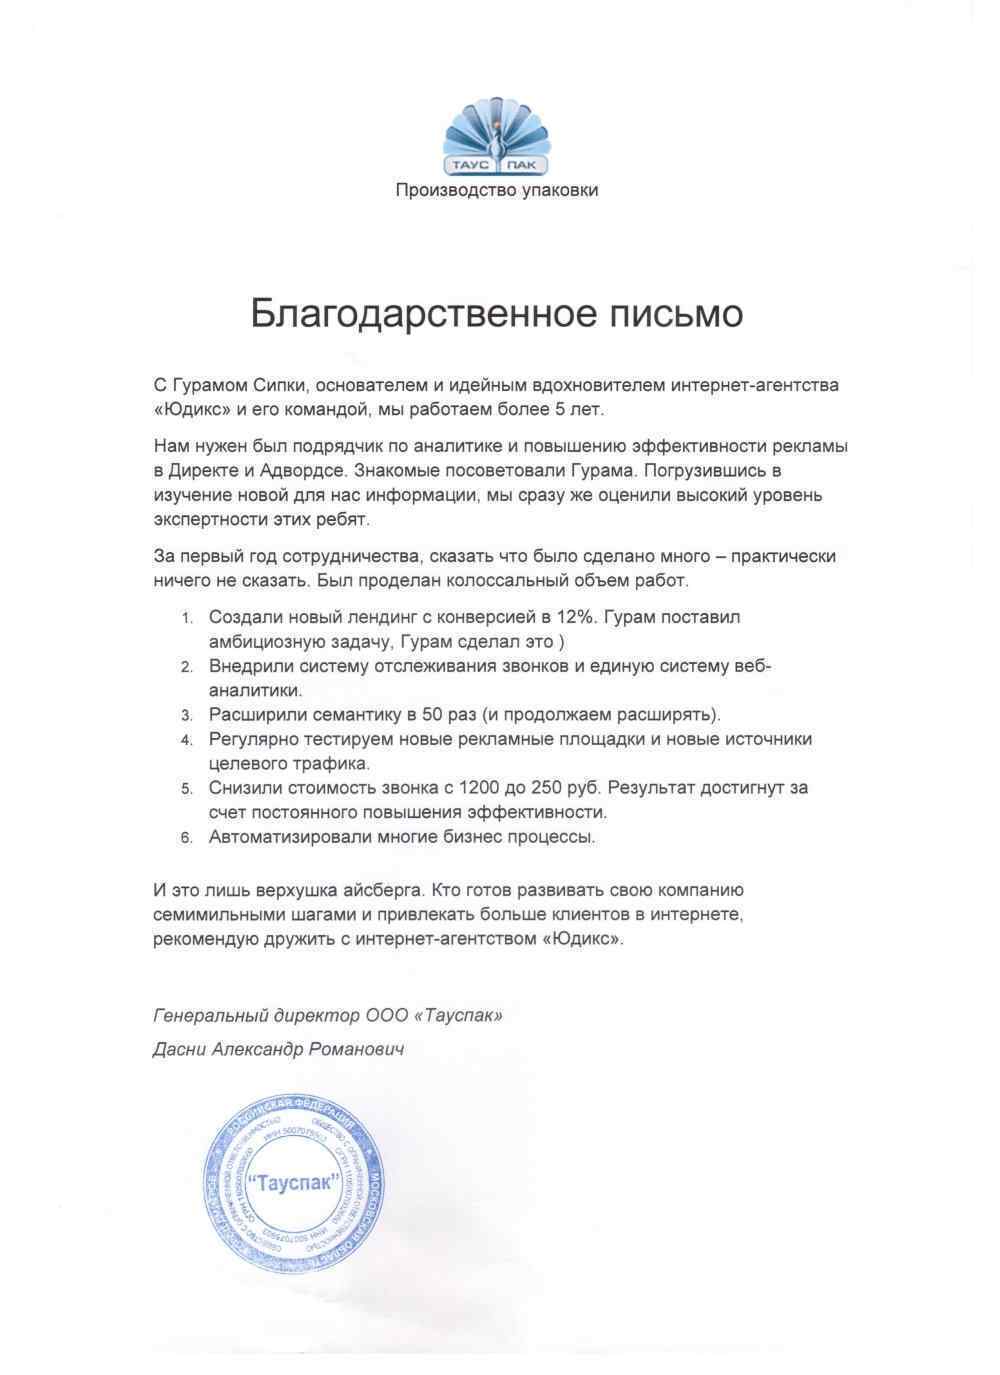 ТАУС ПАК
Производство упаковки
Благодарственное письмо
С Гурамом Сипки, основателем и идейным вдохновителем интернет-агентства
«Юдикс» и его командой, мы работаем более 5 лет.
Нам нужен был подрядчик по аналитике и повышению эффективности рекламы
в Директе и Адвордсе. Знакомые посоветовали Гурама. Погрузившись в
изучение новой для нас информации, мы сразу же оценили высокий уровень
экспертности этих ребят.
За первый год сотрудничества, сказать что было сделано много – практически
ничего не сказать. Был проделан колоссальный объем работ.
1. Создали новый лендинг с конверсией в 12%. Гурам поставил
амбициозную задачу, Гурам сделал это )
2. Внедрили систему отслеживания звонков и единую систему веб-
аналитики.
3. Расширили семантику в 50 раз (и продолжаем расширять).
4. Регулярно тестируем новые рекламные площадки и новые источники
целевого трафика.
5. Снизили стоимость звонка с 1200 до 250 руб. Результат достигнут за
счет постоянного повышения эффективности.
6. Автоматизировали многие бизнес процессы.
И это лишь верхушка айсберга. Кто готов развивать свою компанию
семимильными шагами и привлекать больше клиентов в интернете,
рекомендую дружить с интернет-агентством «Юдикс».
Генеральный директор ООО «Тауспак»
Дасни Александр Романович
РОССИЙСКАЯ ФЕДЕРАЦИЯ
МОСКОВСКАЯ ОБЛАСТЬ
ОБЩЕСТВО С ОГРАНИЧЕННОЙ ОТВЕТСТВЕННОСТЬЮ
"Тауспак"